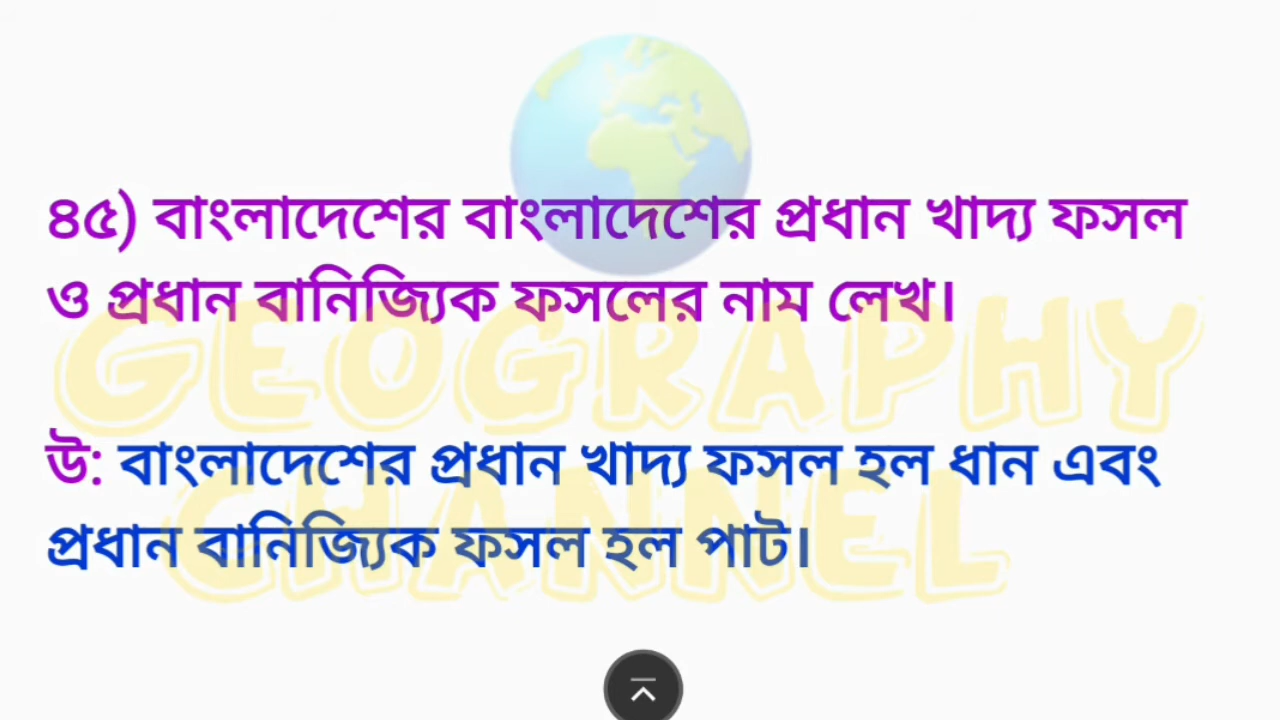 ৪৫) বাংলাদেশের বাংলাদেশের প্রধান খাদ্য ফসল
ও প্রধান বানিজ্যিক ফসলের নাম লেখ।
GEOGRAPHY
উ: বাংলাদেশের প্রধান খাদ্য ফসল হল ধান এবং
CHANNEL
প্রধান বানিজ্যিক ফসল হল পাট।